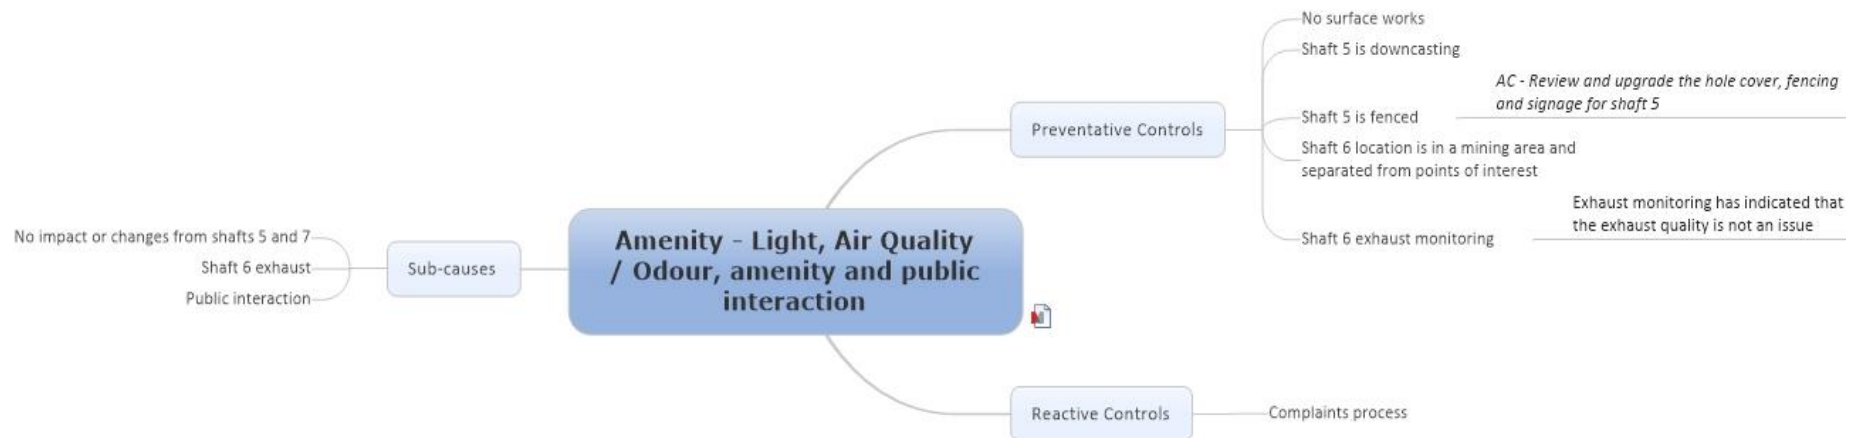 No surface works
Shaft 5 is downcasting
AC - Review and upgrade the hole cover, fencing
and signage for shaft 5
Shaft 5 is fenced
Preventative Controls
Shaft 6 location is in a mining area and
separated from points of interest
Exhaust monitoring has indicated that
the exhaust quality is not an issue
Shaft 6 exhaust monitoring
No impact or changes from shafts 5 and 7
Shaft 6 exhaust
Public interaction
Sub-causes
Amenity - Light, Air Quality
/ Odour, amenity and public
interaction
Reactive Controls
Complaints process